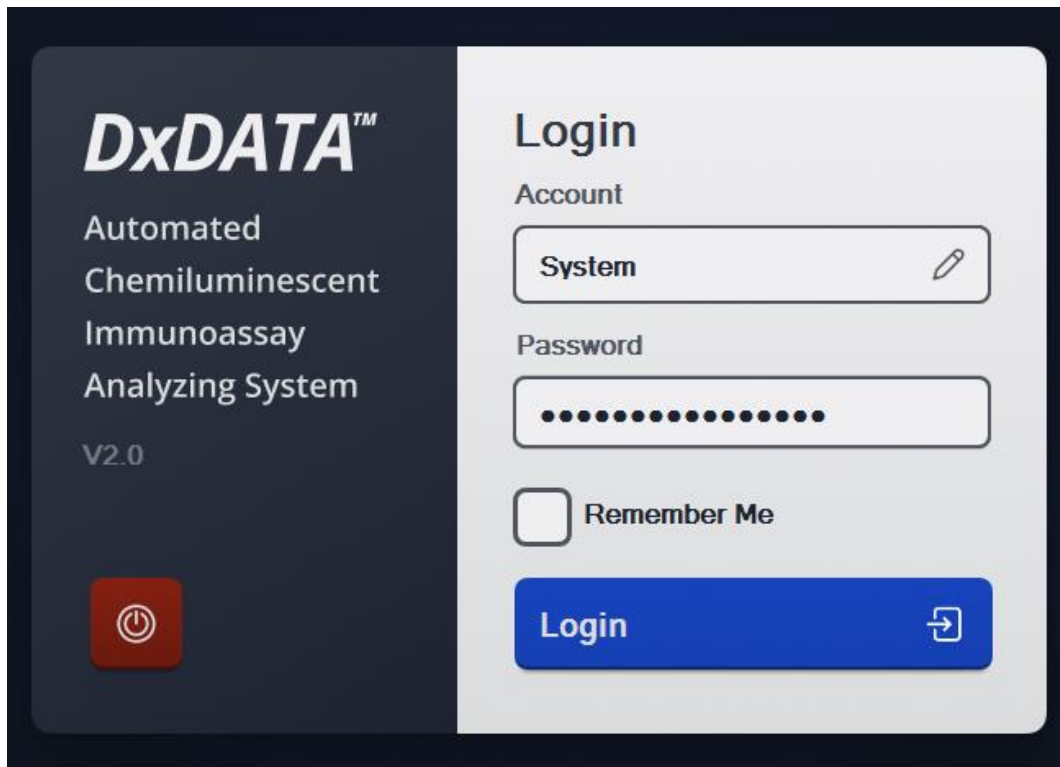 DxDATA™
Automated
Chemiluminescent
Immunoassay
Analyzing System
V2.0
Login
Account
System
Password
••••••••••••••••
Remember Me
Login